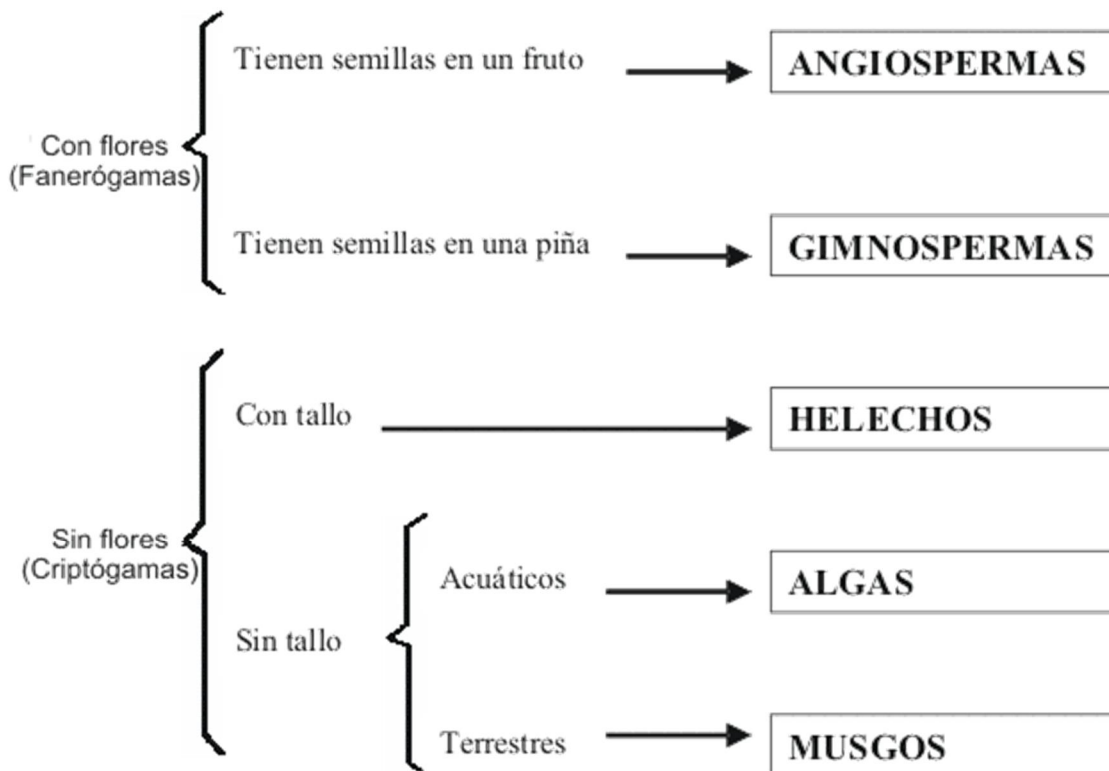 Con flores
(Fanerógamas)
Tienen semillas en un fruto
ANGIOSPERMAS
Tienen semillas en una piña
GIMNOSPERMAS
Sin flores
(Criptógamas)
Con tallo
HELECHOS
Sin tallo
Acuáticos
ALGAS
Terrestres
MUSGOS